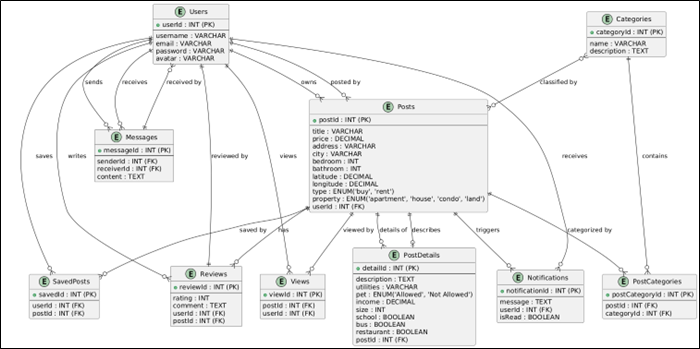 E Users
userId : INT (PK)
username : VARCHAR
email : VARCHAR
password : VARCHAR
avatar : VARCHAR
E Categories
categoryId : INT (PK)
name : VARCHAR
description : TEXT
sends
receives
received by
owns
posted by
classified by
E Posts
postId : INT (PK)
title : VARCHAR
price : DECIMAL
address : VARCHAR
city : VARCHAR
bedroom : INT
bathroom : INT
latitude : DECIMAL
longitude : DECIMAL
type : ENUM('buy', 'rent')
property : ENUM('apartment', 'house', 'condo', 'land')
userId : INT (FK)
E Messages
messageId : INT (PK)
senderId : INT (FK)
receiverId : INT (FK)
content : TEXT
saves
writes
reviewed by
views
receives
contains
saved by
has
viewed by
details of
describes
triggers
categorized by
E SavedPosts
savedId : INT (PK)
userId : INT (FK)
postId : INT (FK)
E Reviews
reviewId : INT (PK)
rating : INT
comment : TEXT
userId : INT (FK)
postId : INT (FK)
E Views
viewId : INT (PK)
postId : INT (FK)
userId : INT (FK)
E PostDetails
detailId : INT (PK)
description : TEXT
utilities : VARCHAR
pet : ENUM('Allowed', 'Not Allowed')
income : DECIMAL
size : INT
school : BOOLEAN
bus : BOOLEAN
restaurant : BOOLEAN
postId : INT (FK)
E Notifications
notificationId : INT (PK)
message : TEXT
userId : INT (FK)
isRead : BOOLEAN
E PostCategories
postCategoryId : INT (PK)
postId : INT (FK)
categoryId : INT (FK)